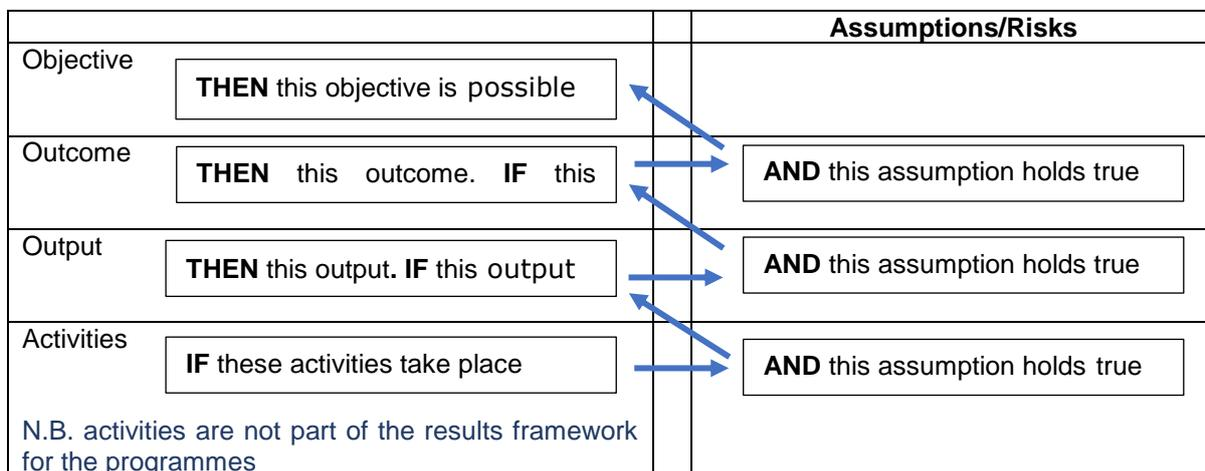 Assumptions/Risks
Objective
THEN this objective is possible
Outcome
THEN this outcome. IF this
AND this assumption holds true
Output
THEN this output. IF this output
AND this assumption holds true
Activities
IF these activities take place
AND this assumption holds true
N.B. activities are not part of the results framework
for the programmes